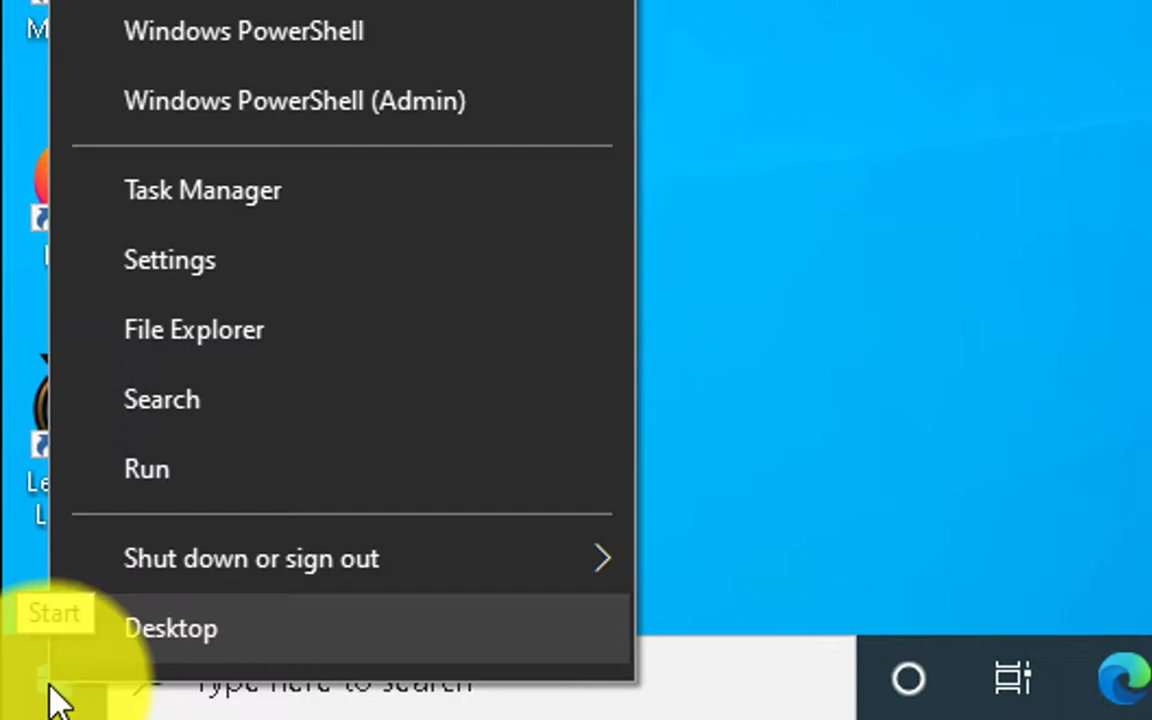 Windows PowerShell
Windows PowerShell (Admin)
Task Manager
Settings
File Explorer
Search
Run
Shut down or sign out
Start
Desktop
Type here to search